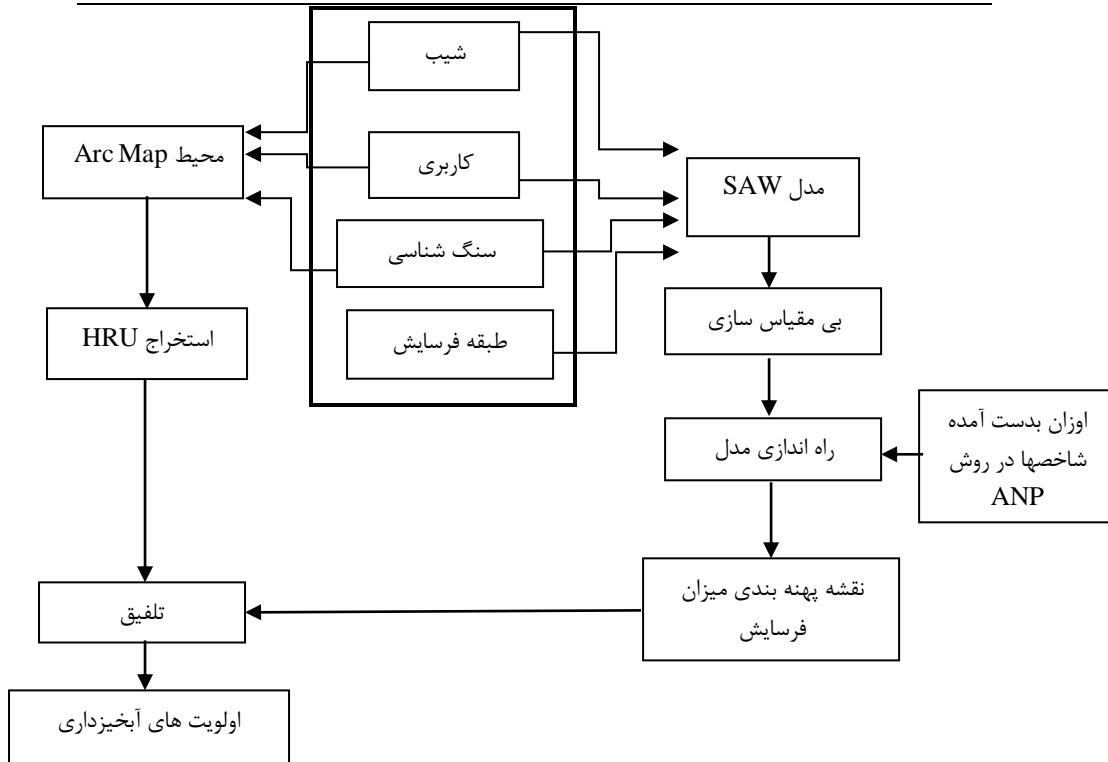 شیب
کاربری
سنگ شناسی
طبقه فرسایش
محیط Arc Map
استخراج HRU
مدل SAW
بی مقیاس سازی
راه اندازی مدل
اوزان بدست آمده
شاخصها در روش
ANP
نقشه پهنه بندی میزان
فرسایش
تلفیق
اولویت های آبخیزداری